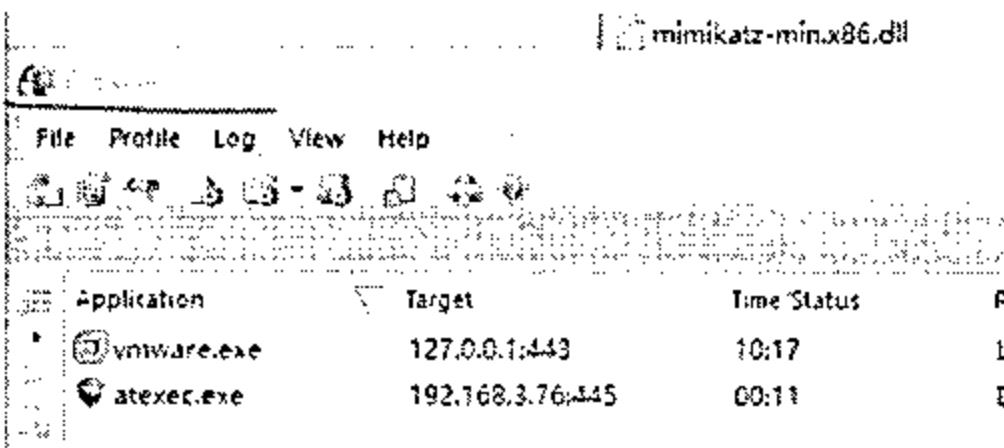 mimikatz-min.x86.dll
File Profile Log View Help
Application Target Time/Status
vmware.exe 127.0.0.1:443 10:17
atexec.exe 192.168.3.76:445 00:11